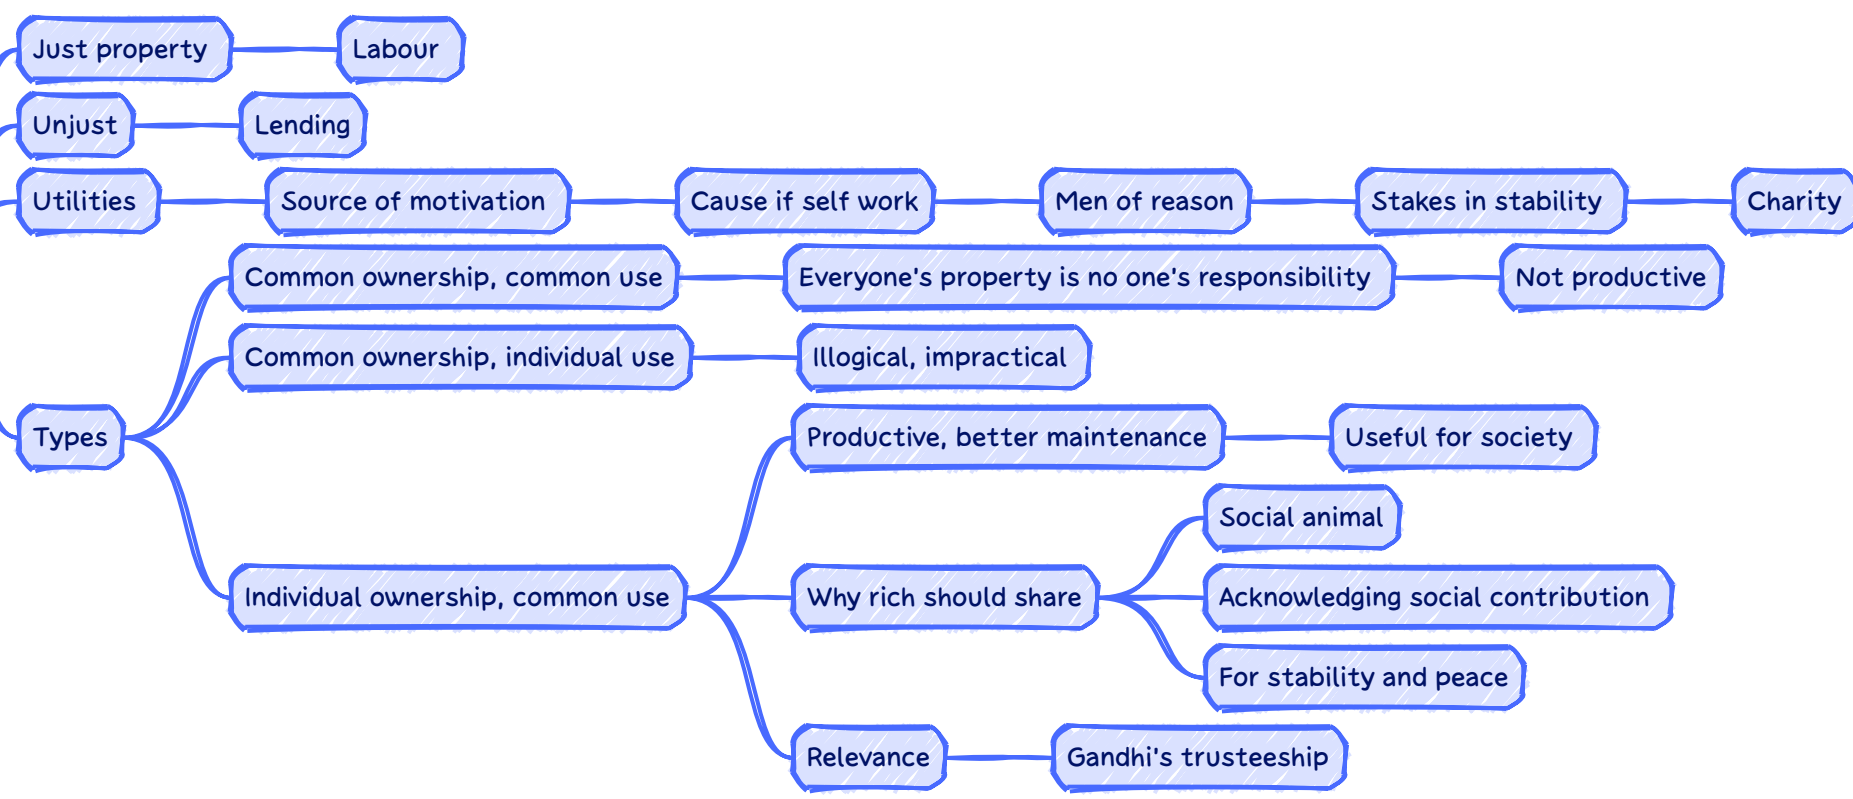 Just property
Labour
Unjust
Lending
Utilities
Source of motivation
Cause if self work
Men of reason
Stakes in stability
Charity
Types
Common ownership, common use
Everyone's property is no one's responsibility
Not productive
Common ownership, individual use
Illogical, impractical
Individual ownership, common use
Productive, better maintenance
Useful for society
Why rich should share
Social animal
Acknowledging social contribution
For stability and peace
Relevance
Gandhi's trusteeship